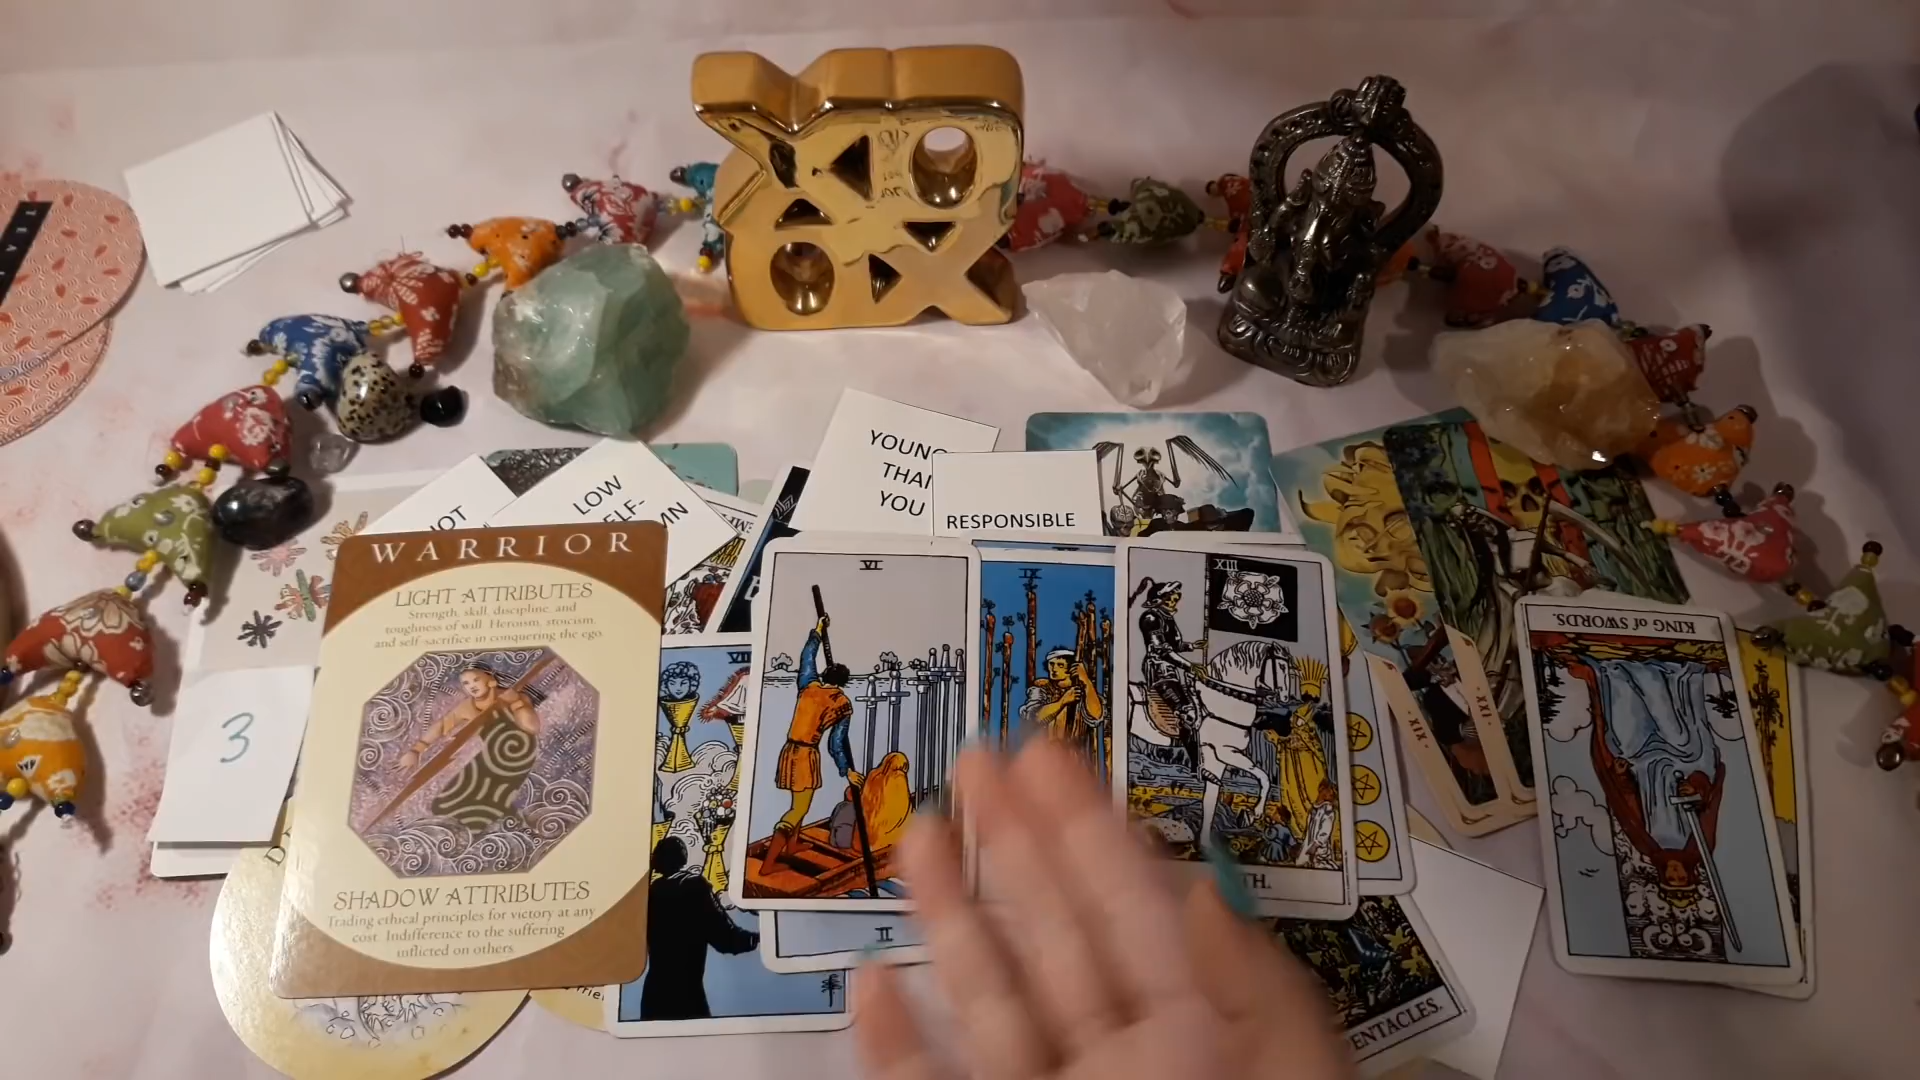 YOUNG
THAN
YOU
RESPONSIBLE
LOW
SELF-
NOT
WARRIOR
LIGHT ATTRIBUTES
Strength, skill, discipline, and
toughness of will. Heroism, stoicism,
and self-sacrifice in conquering the ego.
SHADOW ATTRIBUTES
Trading ethical principles for victory at any
cost. Indifference to the suffering
inflicted on others.
3
VII
VI
IX
XIII
II
XIX
XXI
KING of SWORDS.
PENTACLES.